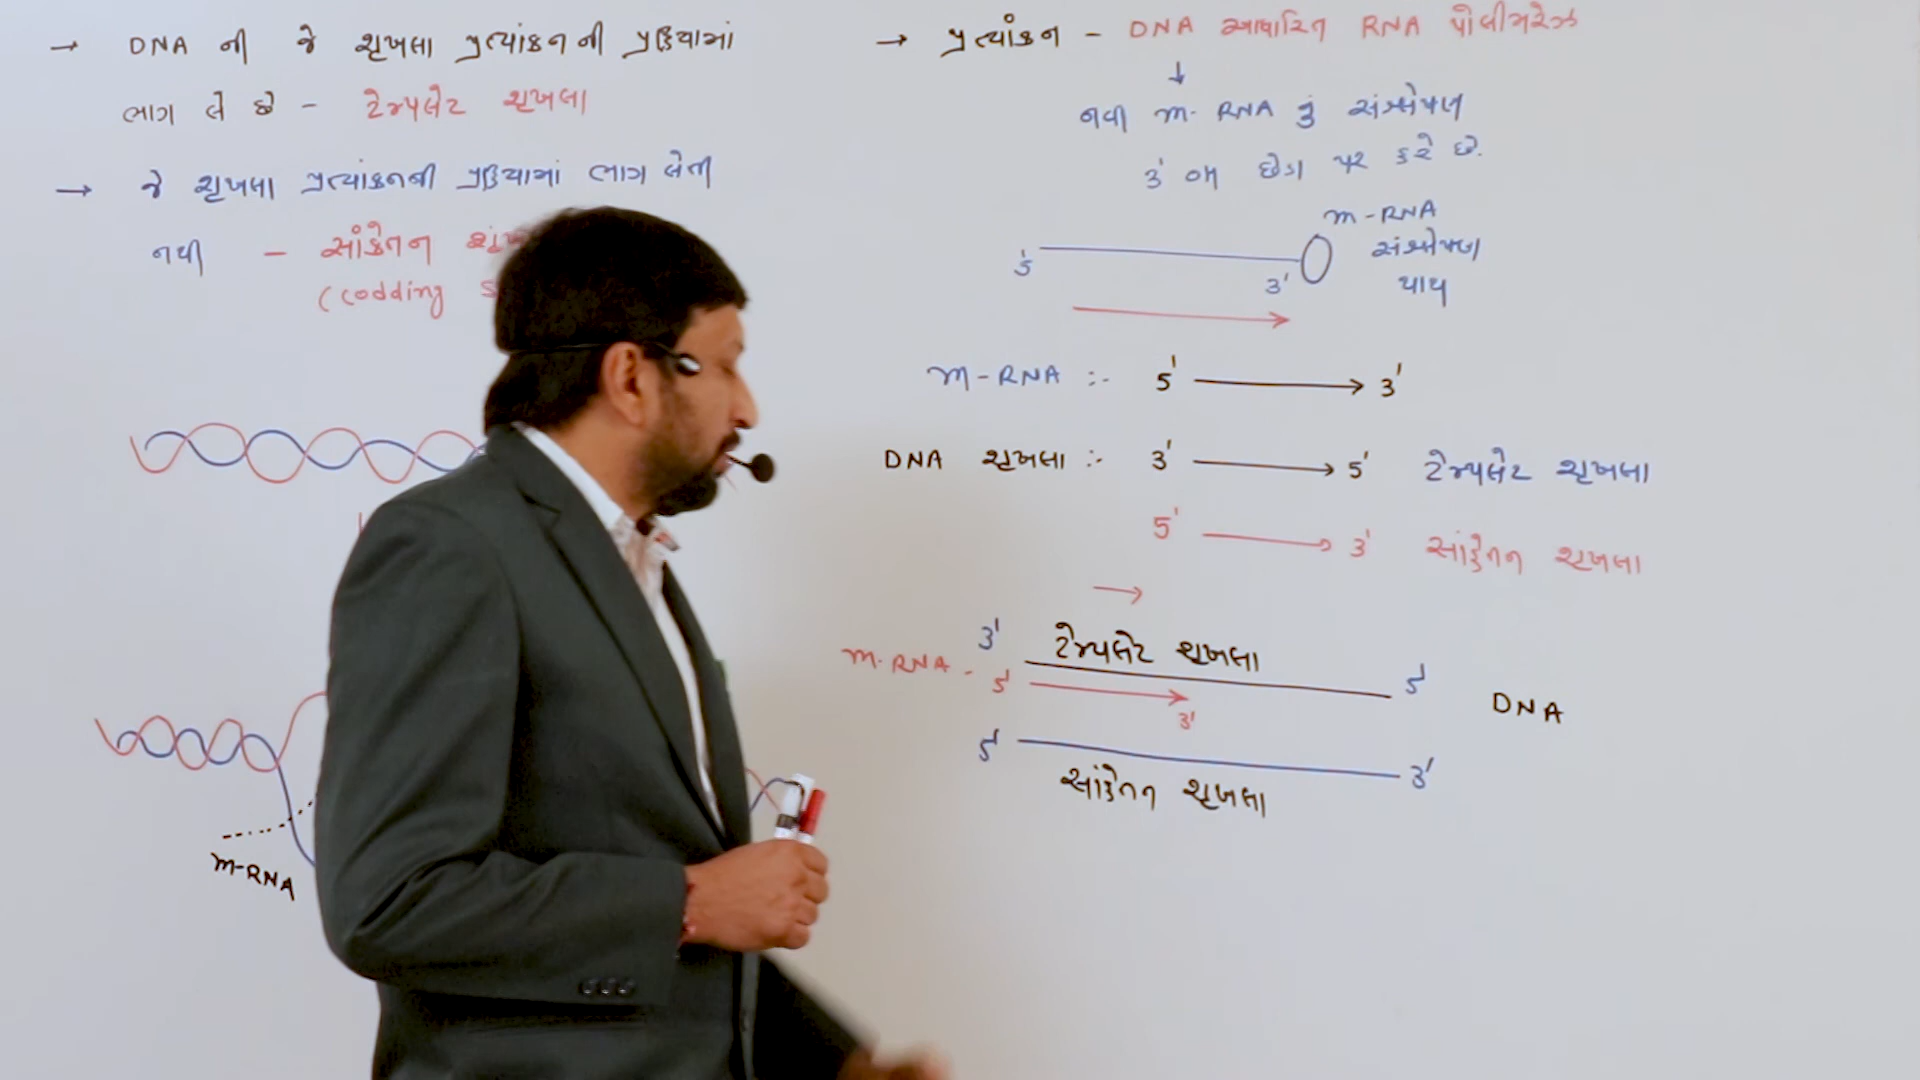 → DNA ની જે શૃંખલા પ્રત્યાંકનની પ્રક્રિયામાં
ભાગ લે છે - ટેમ્પલેટ શૃંખલા
→ જે શૃંખલા પ્રત્યાંકનની પ્રક્રિયામાં ભાગ લેતી
નથી - સાંકેતન
(codding
m-RNA
→ પ્રત્યાંકન - DNA આધારિત RNA પોલીમરેઝ
↓
નવી m-RNA નું સંશ્લેષણ
3' OH છેડા પર કરે છે.
m-RNA
સંશ્લેષણ
થાય
5' 3'
m-RNA :- 5' → 3'
DNA શૃંખલા :- 3' → 5' ટેમ્પલેટ શૃંખલા
5' → 3' સાંકેતન શૃંખલા
→
3' ટેમ્પલેટ શૃંખલા 5'
m-RNA - 5' → 3'
DNA
5' 3'
સાંકેતન શૃંખલા